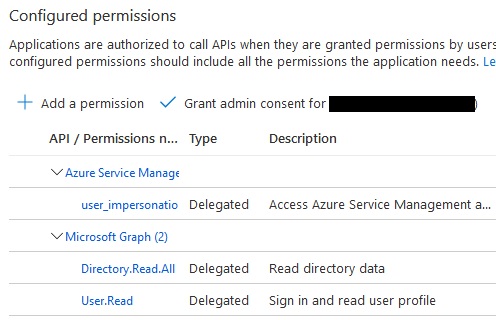 Configured permissions
Applications are authorized to call APIs when they are granted permissions by users
configured permissions should include all the permissions the application needs. Le
+ Add a permission ✓ Grant admin consent for )
API / Permissions n... Type Description
Azure Service Manage
user_impersonatio Delegated Access Azure Service Management a...
Microsoft Graph (2)
Directory.Read.All Delegated Read directory data
User.Read Delegated Sign in and read user profile